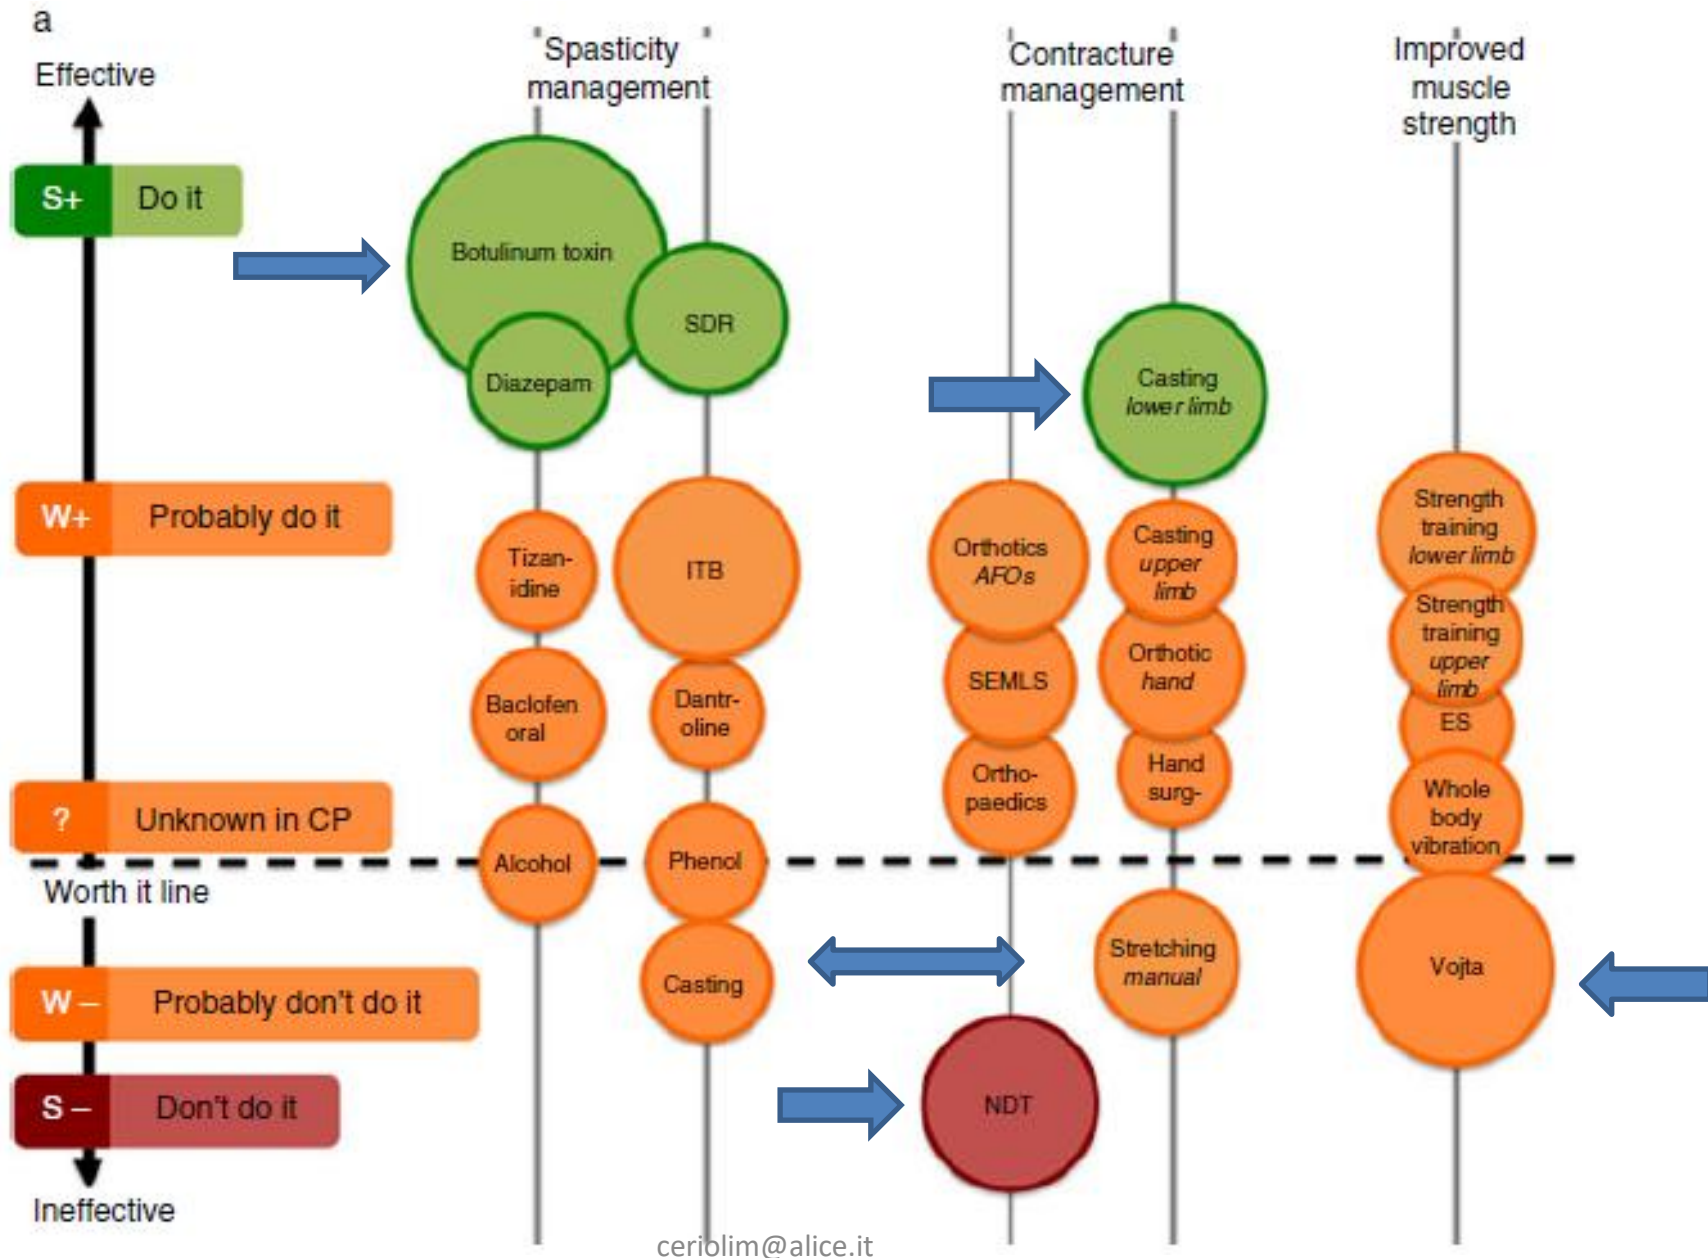 a
Effective
Spasticity
management
Contracture
management
Improved
muscle
strength
S+ Do it
Botulinum toxin
SDR
Diazepam
Casting
lower limb
W+ Probably do it
Tizan-
idine
ITB
Orthotics
AFOs
Casting
upper
limb
Strength
training
lower limb
Strength
training
upper
limb
Baclofen
oral
Dantr-
oline
SEMLS
Orthotic
hand
ES
? Unknown in CP
Ortho-
paedics
Hand
surg-
Whole
body
vibration
Alcohol
Phenol
Worth it line
W – Probably don't do it
Casting
Stretching
manual
Vojta
S – Don't do it
NDT
Ineffective
ceriolim@alice.it